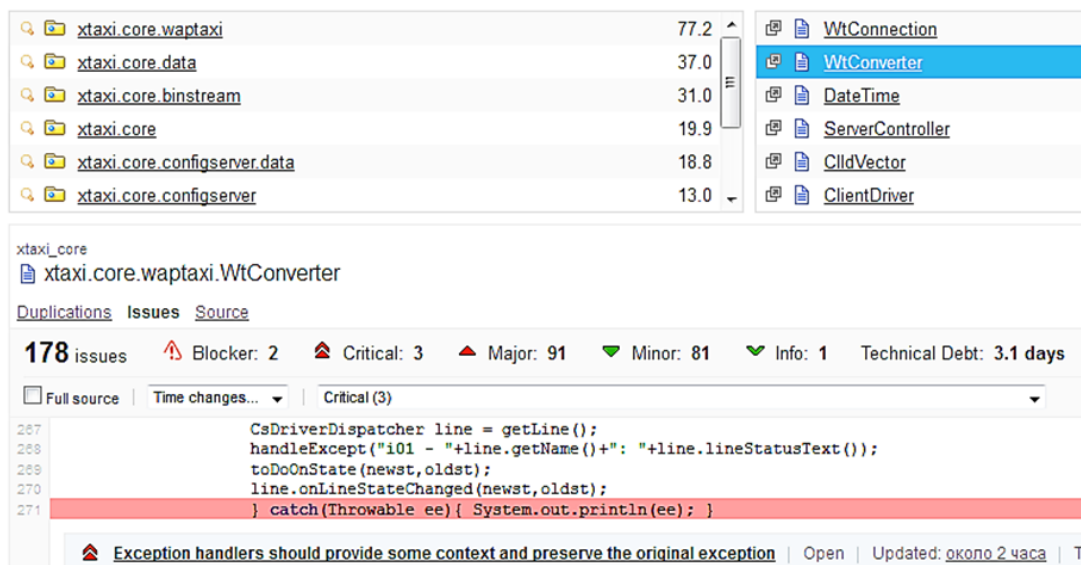 xtaxi.core.waptaxi 77.2
xtaxi.core.data 37.0
xtaxi.core.binstream 31.0
xtaxi.core 19.9
xtaxi.core.configserver.data 18.8
xtaxi.core.configserver 13.0
WtConnection
WtConverter
DateTime
ServerController
ClldVector
ClientDriver
xtaxi_core
xtaxi.core.waptaxi.WtConverter
Duplications Issues Source
178 issues Blocker: 2 Critical: 3 Major: 91 Minor: 81 Info: 1 Technical Debt: 3.1 days
Full source Time changes... Critical (3)
267 CsDriverDispatcher line = getLine();
268 handleExcept("i01 - "+line.getName()+": "+line.lineStatusText());
269 toDoOnState(newst,oldst);
270 line.onLineStateChanged(newst,oldst);
271 } catch(Throwable ee){ System.out.println(ee); }
Exception handlers should provide some context and preserve the original exception | Open | Updated: около 2 часа | T